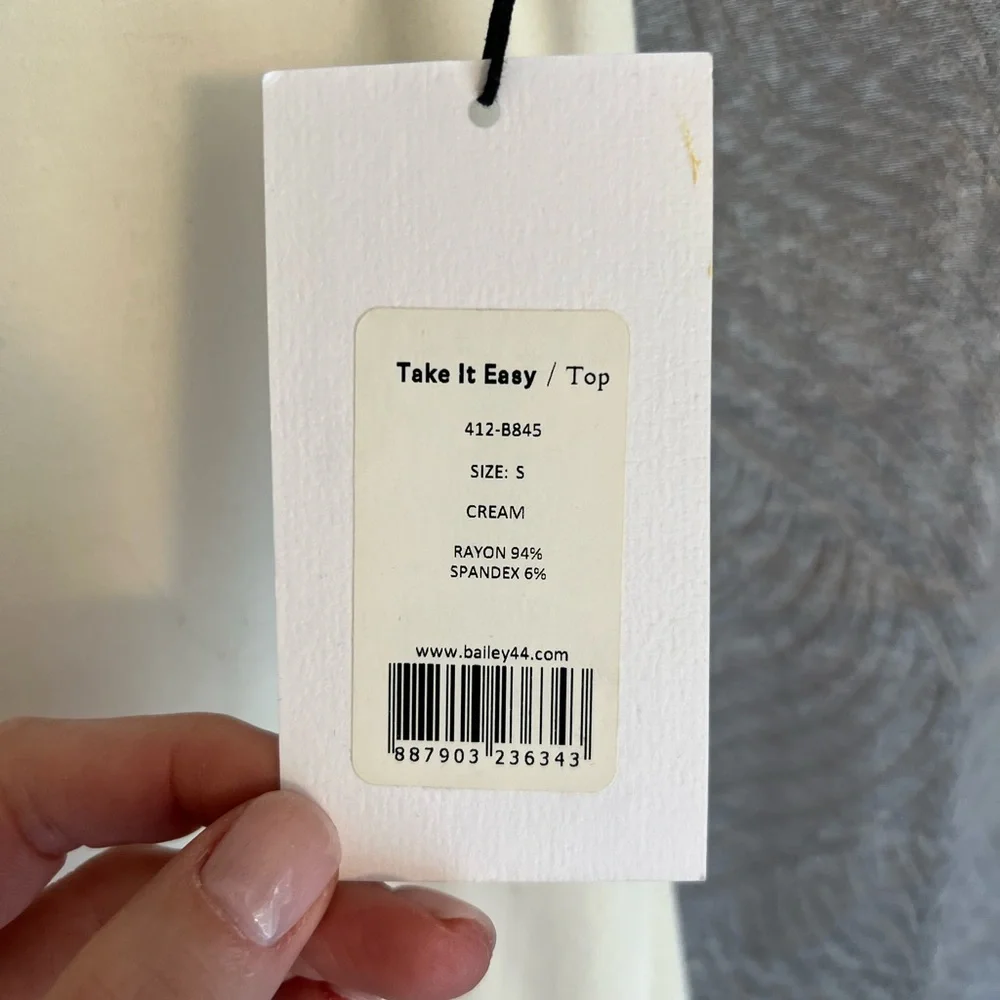 Take It Easy / Top
412-B845
SIZE: S
CREAM
RAYON 94%
SPANDEX 6%
www.bailey44.com
887903 236343